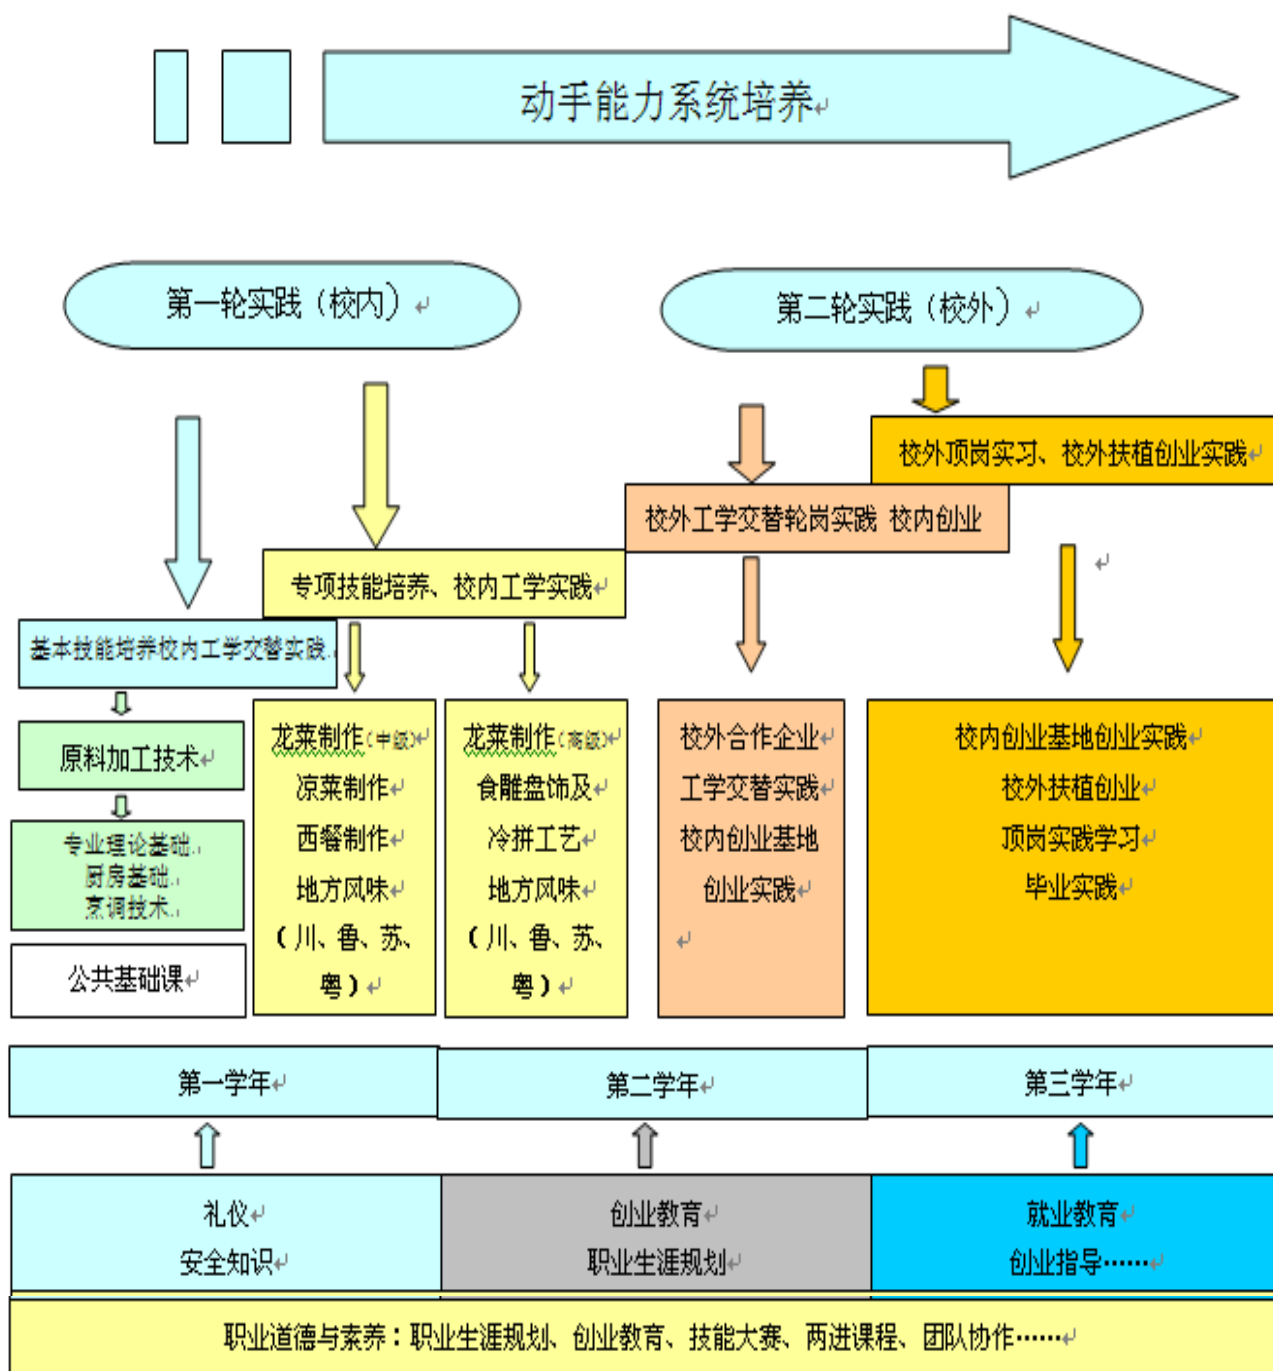 动手能力系统培养
第一轮实践（校内）
第二轮实践（校外）
校外顶岗实习、校外扶植创业实践
校外工学交替轮岗实践 校内创业
专项技能培养、校内工学实践
基本技能培养校内工学交替实践
原料加工技术
专业理论基础
厨房基础
烹调技术
公共基础课
龙菜制作（中级）
凉菜制作
西餐制作
地方风味
（川、鲁、苏、
粤）
龙菜制作（高级）
食雕盘饰及
冷拼工艺
地方风味
（川、鲁、苏、
粤）
校外合作企业
工学交替实践
校内创业基地
创业实践
校内创业基地创业实践
校外扶植创业
顶岗实践学习
毕业实践
第一学年
第二学年
第三学年
礼仪
安全知识
创业教育
职业生涯规划
就业教育
创业指导……
职业道德与素养：职业生涯规划、创业教育、技能大赛、两进课程、团队协作……